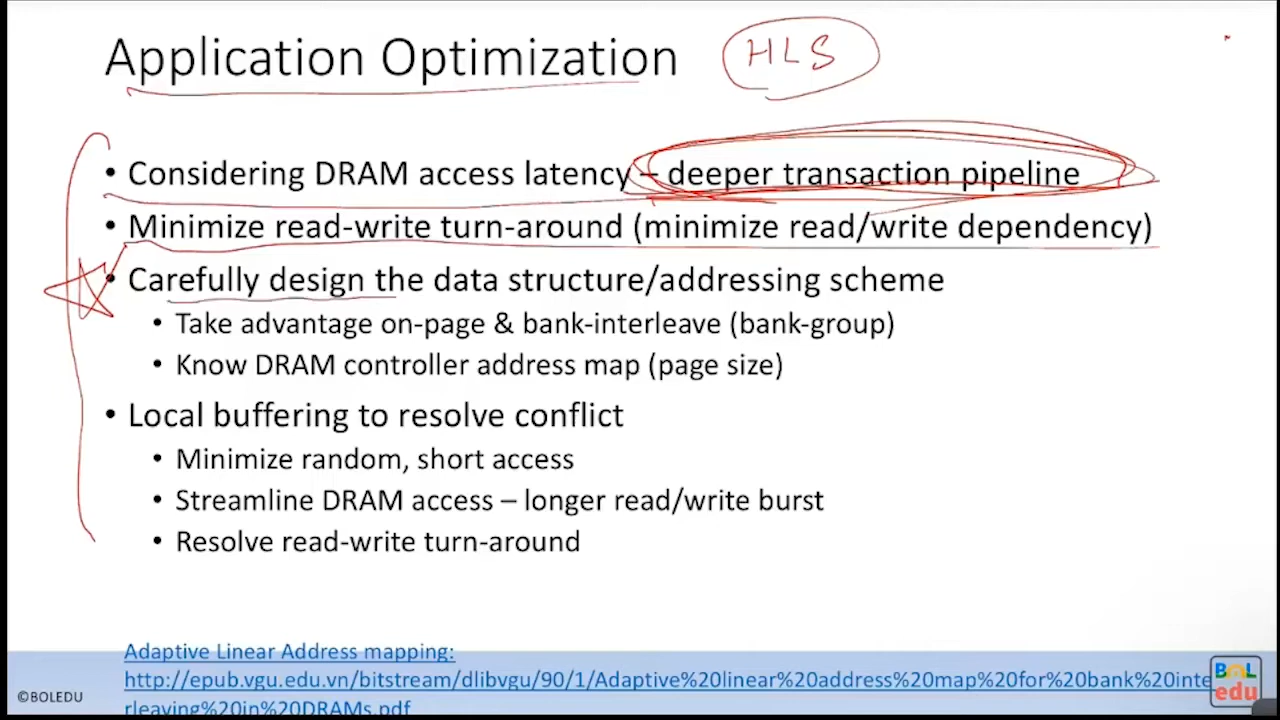 Application Optimization HLS
• Considering DRAM access latency – deeper transaction pipeline
• Minimize read-write turn-around (minimize read/write dependency)
• Carefully design the data structure/addressing scheme
• Take advantage on-page & bank-interleave (bank-group)
• Know DRAM controller address map (page size)
• Local buffering to resolve conflict
• Minimize random, short access
• Streamline DRAM access – longer read/write burst
• Resolve read-write turn-around
Adaptive Linear Address mapping:
http://epub.vgu.edu.vn/bitstream/dlibvgu/90/1/Adaptive%20linear%20address%20map%20for%20bank%20inte
rleaving%20in%20DRAMs.pdf
©BOLEDU
BOL
edu